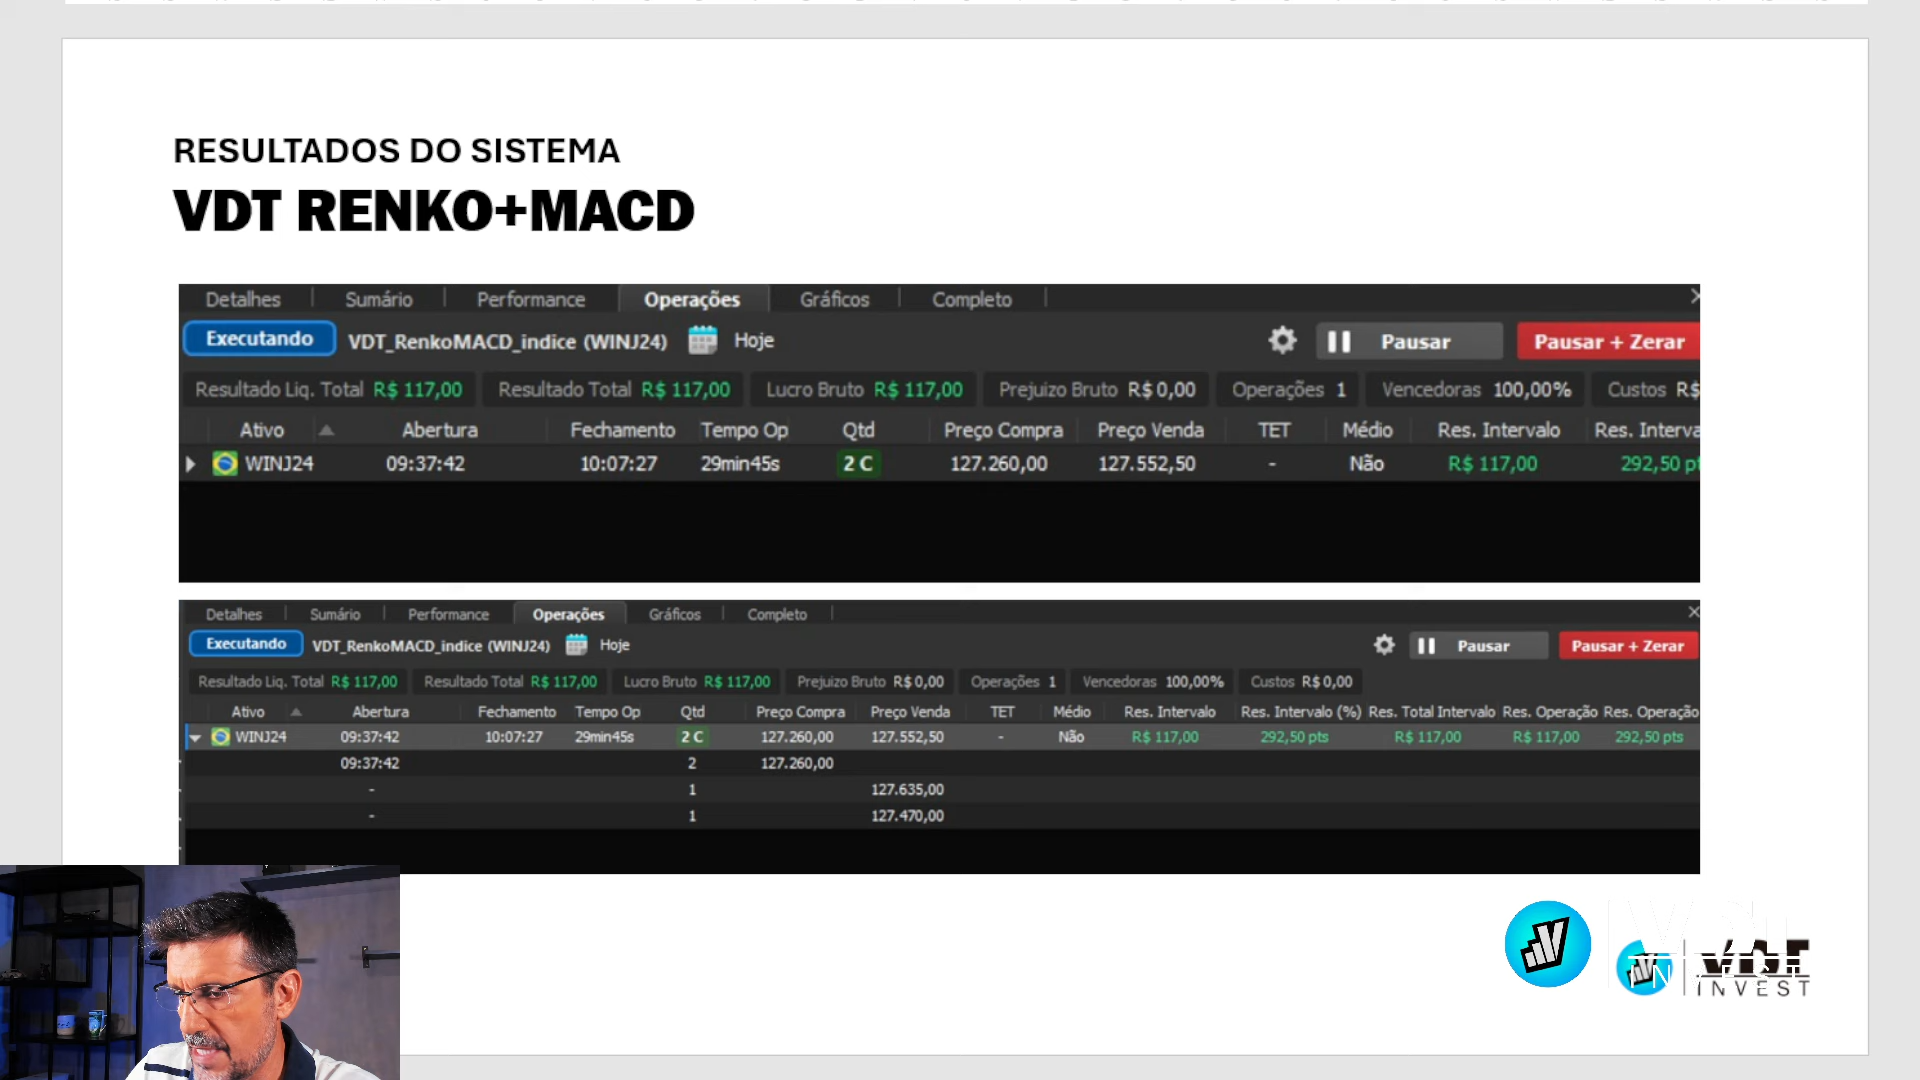 RESULTADOS DO SISTEMA
VDT RENKO+MACD
Detalhes Sumário Performance Operações Gráficos Completo
Executando VDT_RenkoMACD_indice (WINJ24) Hoje Pausar Pausar + Zerar
Resultado Liq. Total R$ 117,00 Resultado Total R$ 117,00 Lucro Bruto R$ 117,00 Prejuizo Bruto R$ 0,00 Operações 1 Vencedoras 100,00% Custos R$
Ativo Abertura Fechamento Tempo Op Qtd Preço Compra Preço Venda TET Médio Res. Intervalo Res. Interva
WINJ24 09:37:42 10:07:27 29min45s 2 C 127.260,00 127.552,50 - Não R$ 117,00 292,50 pt
Detalhes Sumário Performance Operações Gráficos Completo
Executando VDT_RenkoMACD_indice (WINJ24) Hoje Pausar Pausar + Zerar
Resultado Liq. Total R$ 117,00 Resultado Total R$ 117,00 Lucro Bruto R$ 117,00 Prejuizo Bruto R$ 0,00 Operações 1 Vencedoras 100,00% Custos R$ 0,00
Ativo Abertura Fechamento Tempo Op Qtd Preço Compra Preço Venda TET Médio Res. Intervalo Res. Intervalo (%) Res. Total Intervalo Res. Operação Res. Operação
WINJ24 09:37:42 10:07:27 29min45s 2 C 127.260,00 127.552,50 - Não R$ 117,00 292,50 pts R$ 117,00 R$ 117,00 292,50 pts
09:37:42 2 127.260,00
- 1 127.635,00
- 1 127.470,00
VDT
INVEST